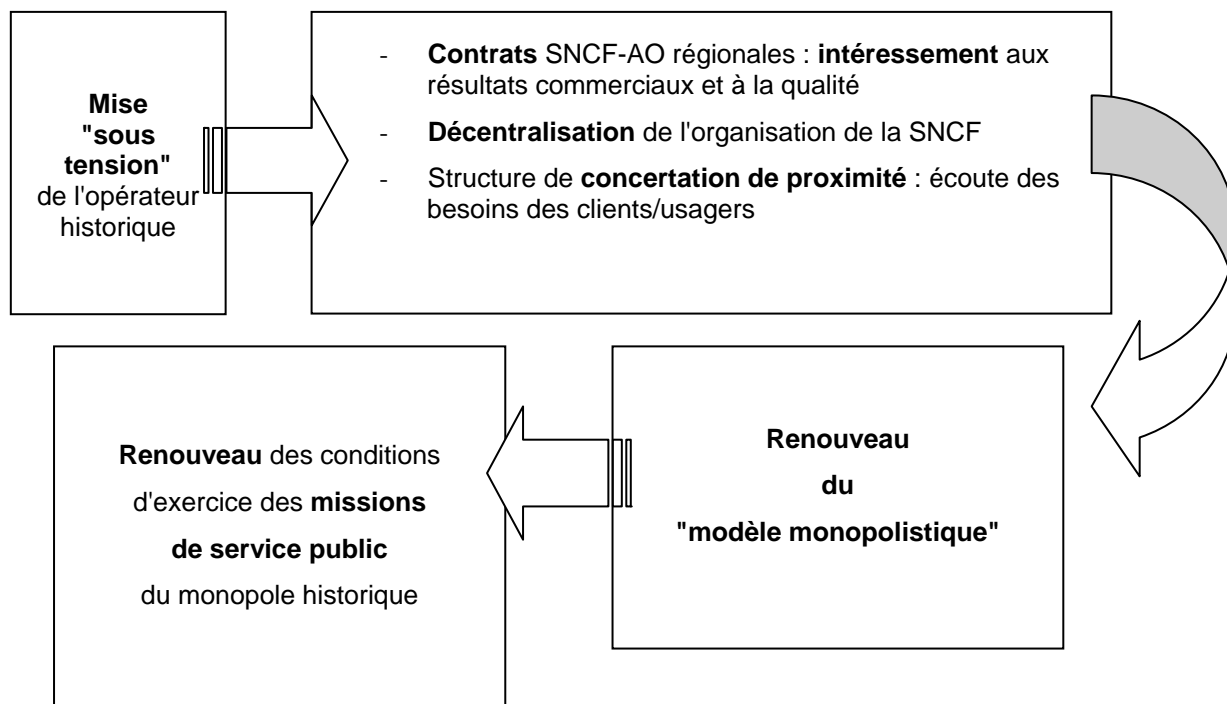 Mise
"sous
tension"
de l'opérateur
historique
- Contrats SNCF-AO régionales : intéressement aux
résultats commerciaux et à la qualité
- Décentralisation de l'organisation de la SNCF
- Structure de concertation de proximité : écoute des
besoins des clients/usagers
Renouveau
du
"modèle monopolistique"
Renouveau des conditions
d'exercice des missions
de service public
du monopole historique